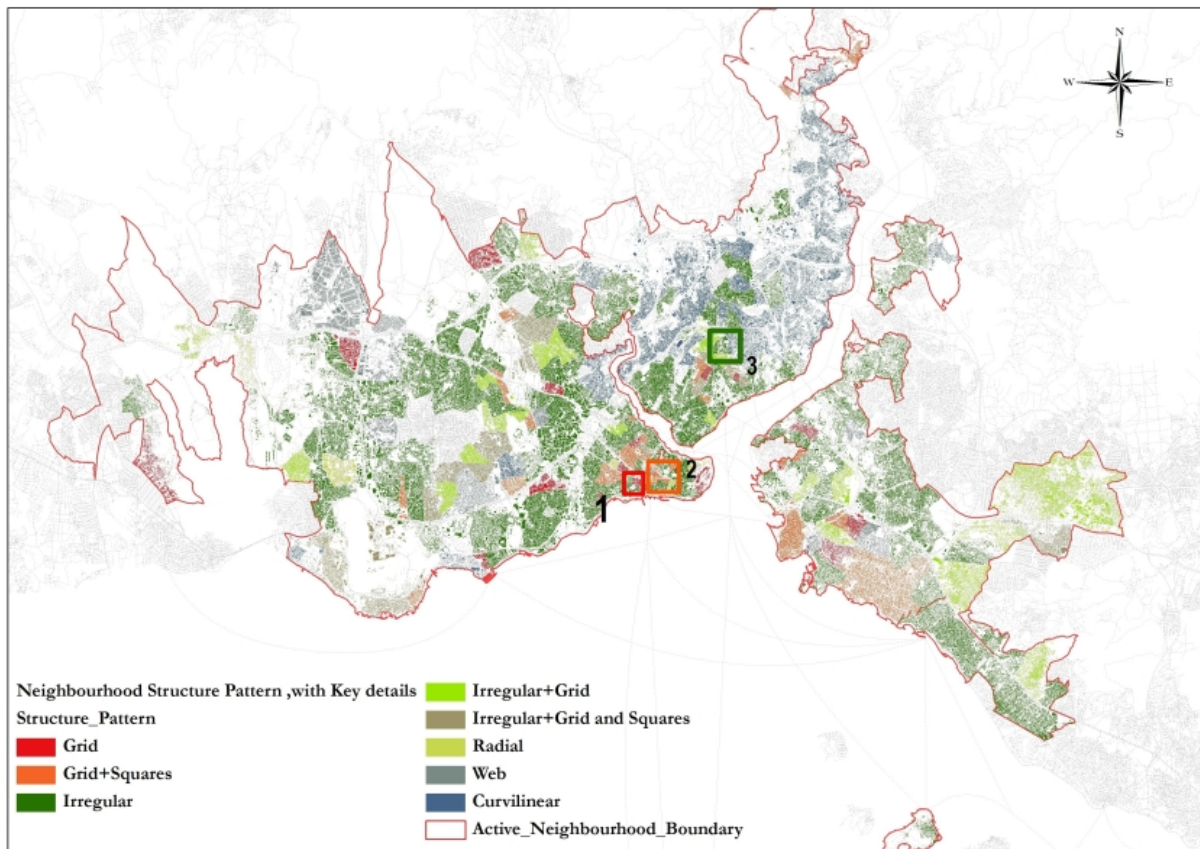 N
W E
S
3
2
1
Neighbourhood Structure Pattern ,with Key details
Structure_Pattern
Grid
Grid+Squares
Irregular
Irregular+Grid
Irregular+Grid and Squares
Radial
Web
Curvilinear
Active_Neighbourhood_Boundary